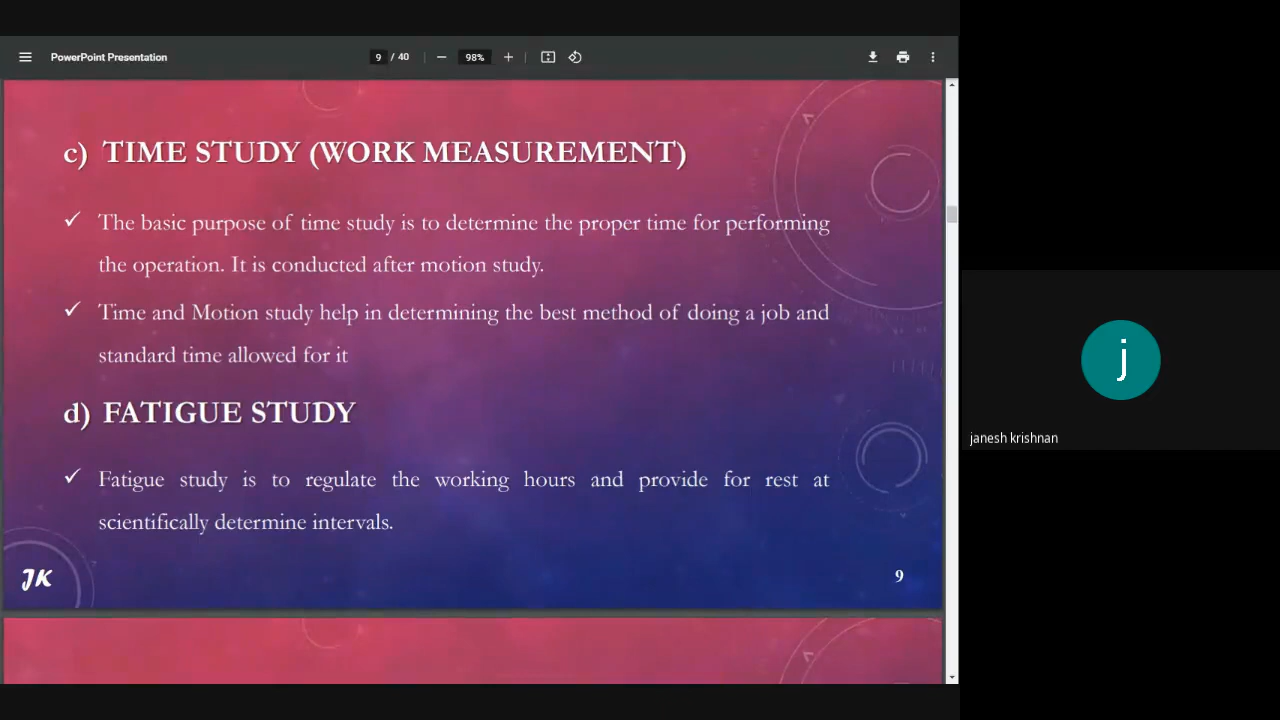 PowerPoint Presentation
9 / 40
98%
c) TIME STUDY (WORK MEASUREMENT)
✓ The basic purpose of time study is to determine the proper time for performing
the operation. It is conducted after motion study.
✓ Time and Motion study help in determining the best method of doing a job and
standard time allowed for it
d) FATIGUE STUDY
✓ Fatigue study is to regulate the working hours and provide for rest at
scientifically determine intervals.
JK
9
j
janesh krishnan